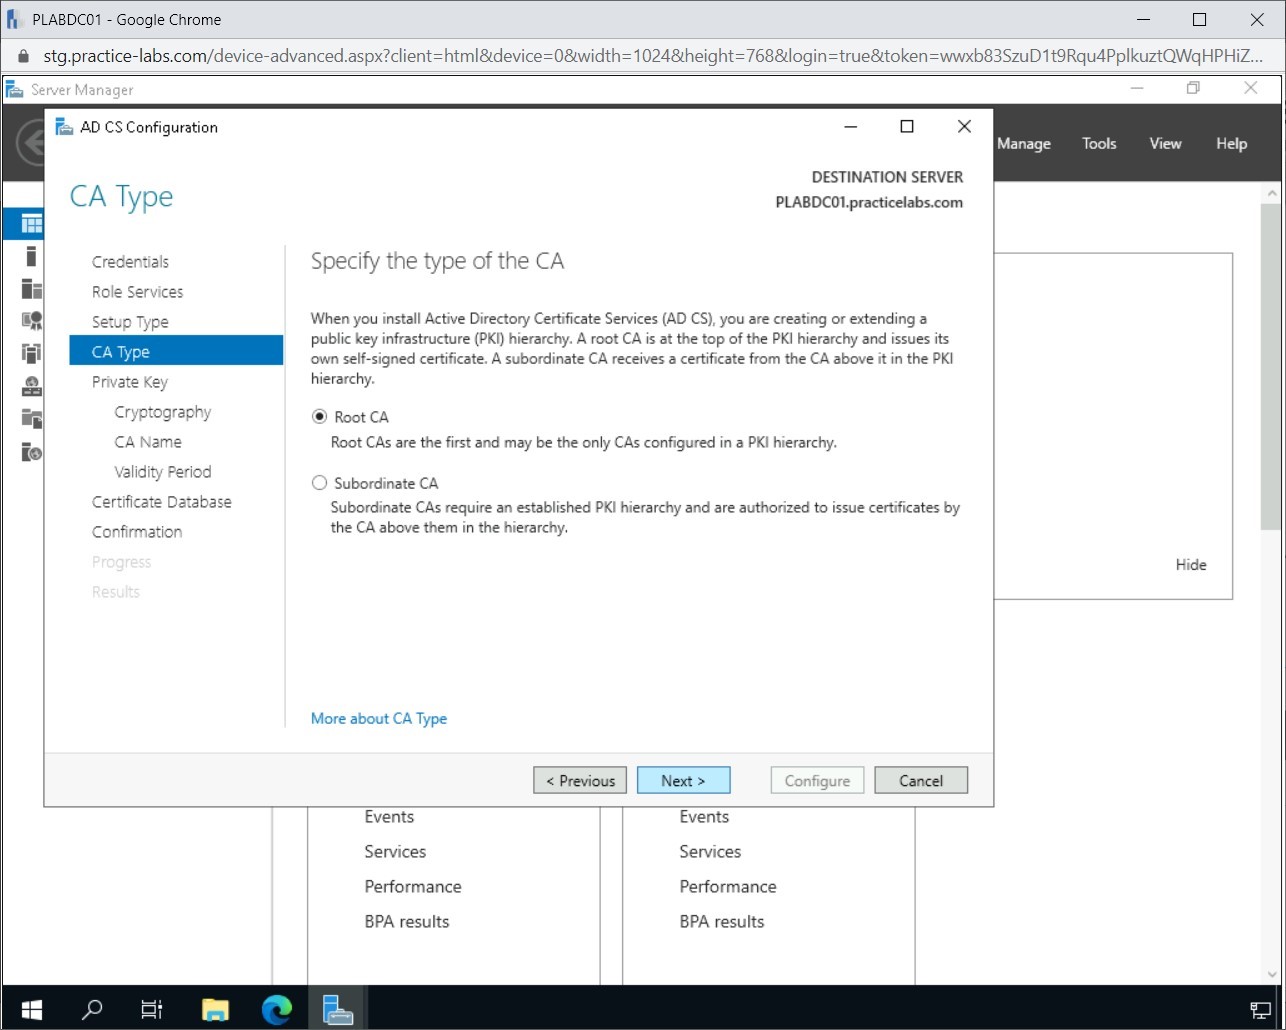 PLABDC01 - Google Chrome
stg.practice-labs.com/device-advanced.aspx?client=html&device=0&width=1024&height=768&login=true&token=wwxb83SzuD1t9Rqu4PplkuztQWqHPHiZ...
Server Manager
AD CS Configuration
Manage Tools View Help
CA Type
DESTINATION SERVER
PLABDC01.practicelabs.com
Credentials
Role Services
Setup Type
CA Type
Private Key
Cryptography
CA Name
Validity Period
Certificate Database
Confirmation
Progress
Results
Specify the type of the CA
When you install Active Directory Certificate Services (AD CS), you are creating or extending a
public key infrastructure (PKI) hierarchy. A root CA is at the top of the PKI hierarchy and issues its
own self-signed certificate. A subordinate CA receives a certificate from the CA above it in the PKI
hierarchy.
Root CA
Root CAs are the first and may be the only CAs configured in a PKI hierarchy.
Subordinate CA
Subordinate CAs require an established PKI hierarchy and are authorized to issue certificates by
the CA above them in the hierarchy.
More about CA Type
Hide
< Previous Next > Configure Cancel
Events
Services
Performance
BPA results
Events
Services
Performance
BPA results